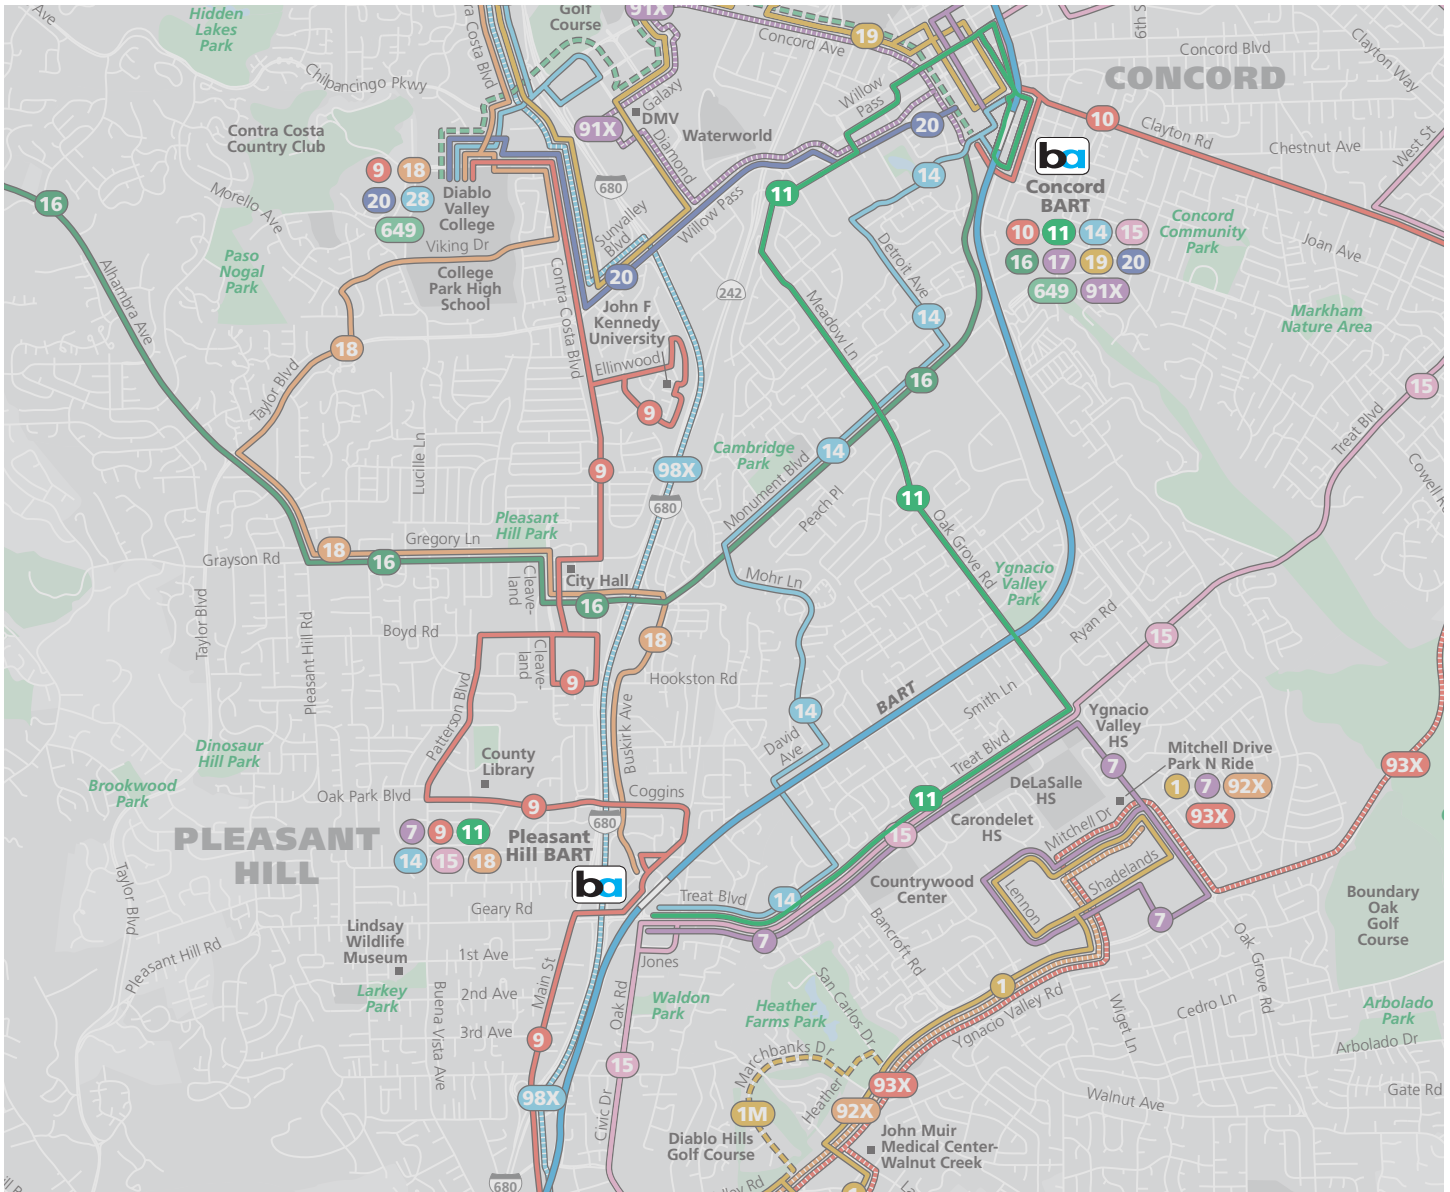 Ave
Hidden
Lakes
Park
ra Costa Blvd
Golf
Course
91X
Concord Ave
19
6th S
Concord Blvd
Clayton Way
CONCORD
Chilpancingo Pkwy
Galaxy
DMV
Willow
Pass
10
Clayton Rd
Contra Costa
Country Club
91X
Waterworld
20
Chestnut Ave
West St
Diamond
ba
9
18
20
28
649
Diablo
Valley
College
680
14
Concord
BART
Morello Ave
16
11
Willow Pass
Sunvalley
Blvd
10
11
14
15
16
17
19
20
649
91X
Concord
Community
Park
Joan Ave
Viking Dr
Paso
Nogal
Park
College
Park High
School
Contra Costa Blvd
20
Detroit Ave
Alhambra Ave
242
John F
Kennedy
University
Meadow Ln
14
Markham
Nature Area
18
Ellinwood
Taylor Blvd
16
15
9
Treat Blvd
Lucille Ln
Cambridge
Park
14
9
98X
Monument Blvd
Cowell R
680
11
Peach Pl
Pleasant
Hill Park
Oak Grove Rd
Grayson Rd
18
Gregory Ln
16
City Hall
Cleave-
land
Mohr Ln
Ygnacio
Valley
Park
16
Taylor Blvd
Pleasant Hill Rd
Boyd Rd
18
Ryan Rd
15
Cleave-
land
9
Hookston Rd
Patterson Blvd
BART
Smith Ln
14
Buskirk Ave
David
Ave
Treat Blvd
Ygnacio
Valley
HS
Dinosaur
Hill Park
County
Library
7
Mitchell Drive
Park N Ride
93X
Brookwood
Park
Oak Park Blvd
9
Coggins
11
DeLaSalle
HS
1
7
92X
93X
PLEASANT
HILL
7
9
11
14
15
18
Pleasant
Hill BART
680
15
Carondelet
HS
Mitchell Dr
ba
Taylor Blvd
Treat Blvd
14
Countrywood
Center
Lennon
Shadelands
Boundary
Oak
Golf
Course
Geary Rd
7
7
Bancroft Rd
Lindsay
Wildlife
Museum
Pleasant Hill Rd
1st Ave
Jones
Oak Grove Rd
Larkey
Park
Buena Vista Ave
2nd Ave
Main St
Oak Rd
Waldon
Park
Heather
Farms Park
San Carlos Dr
1
Ygnacio Valley Rd
Wiget Ln
Cedro Ln
Arbolado
Park
3rd Ave
9
Marchbanks Dr
Arbolado Dr
15
93X
98X
Civic Dr
Heather
Walnut Ave
Gate Rd
1M
92X
Diablo Hills
Golf Course
John Muir
Medical Center-
Walnut Creek
680
lley Rd
1